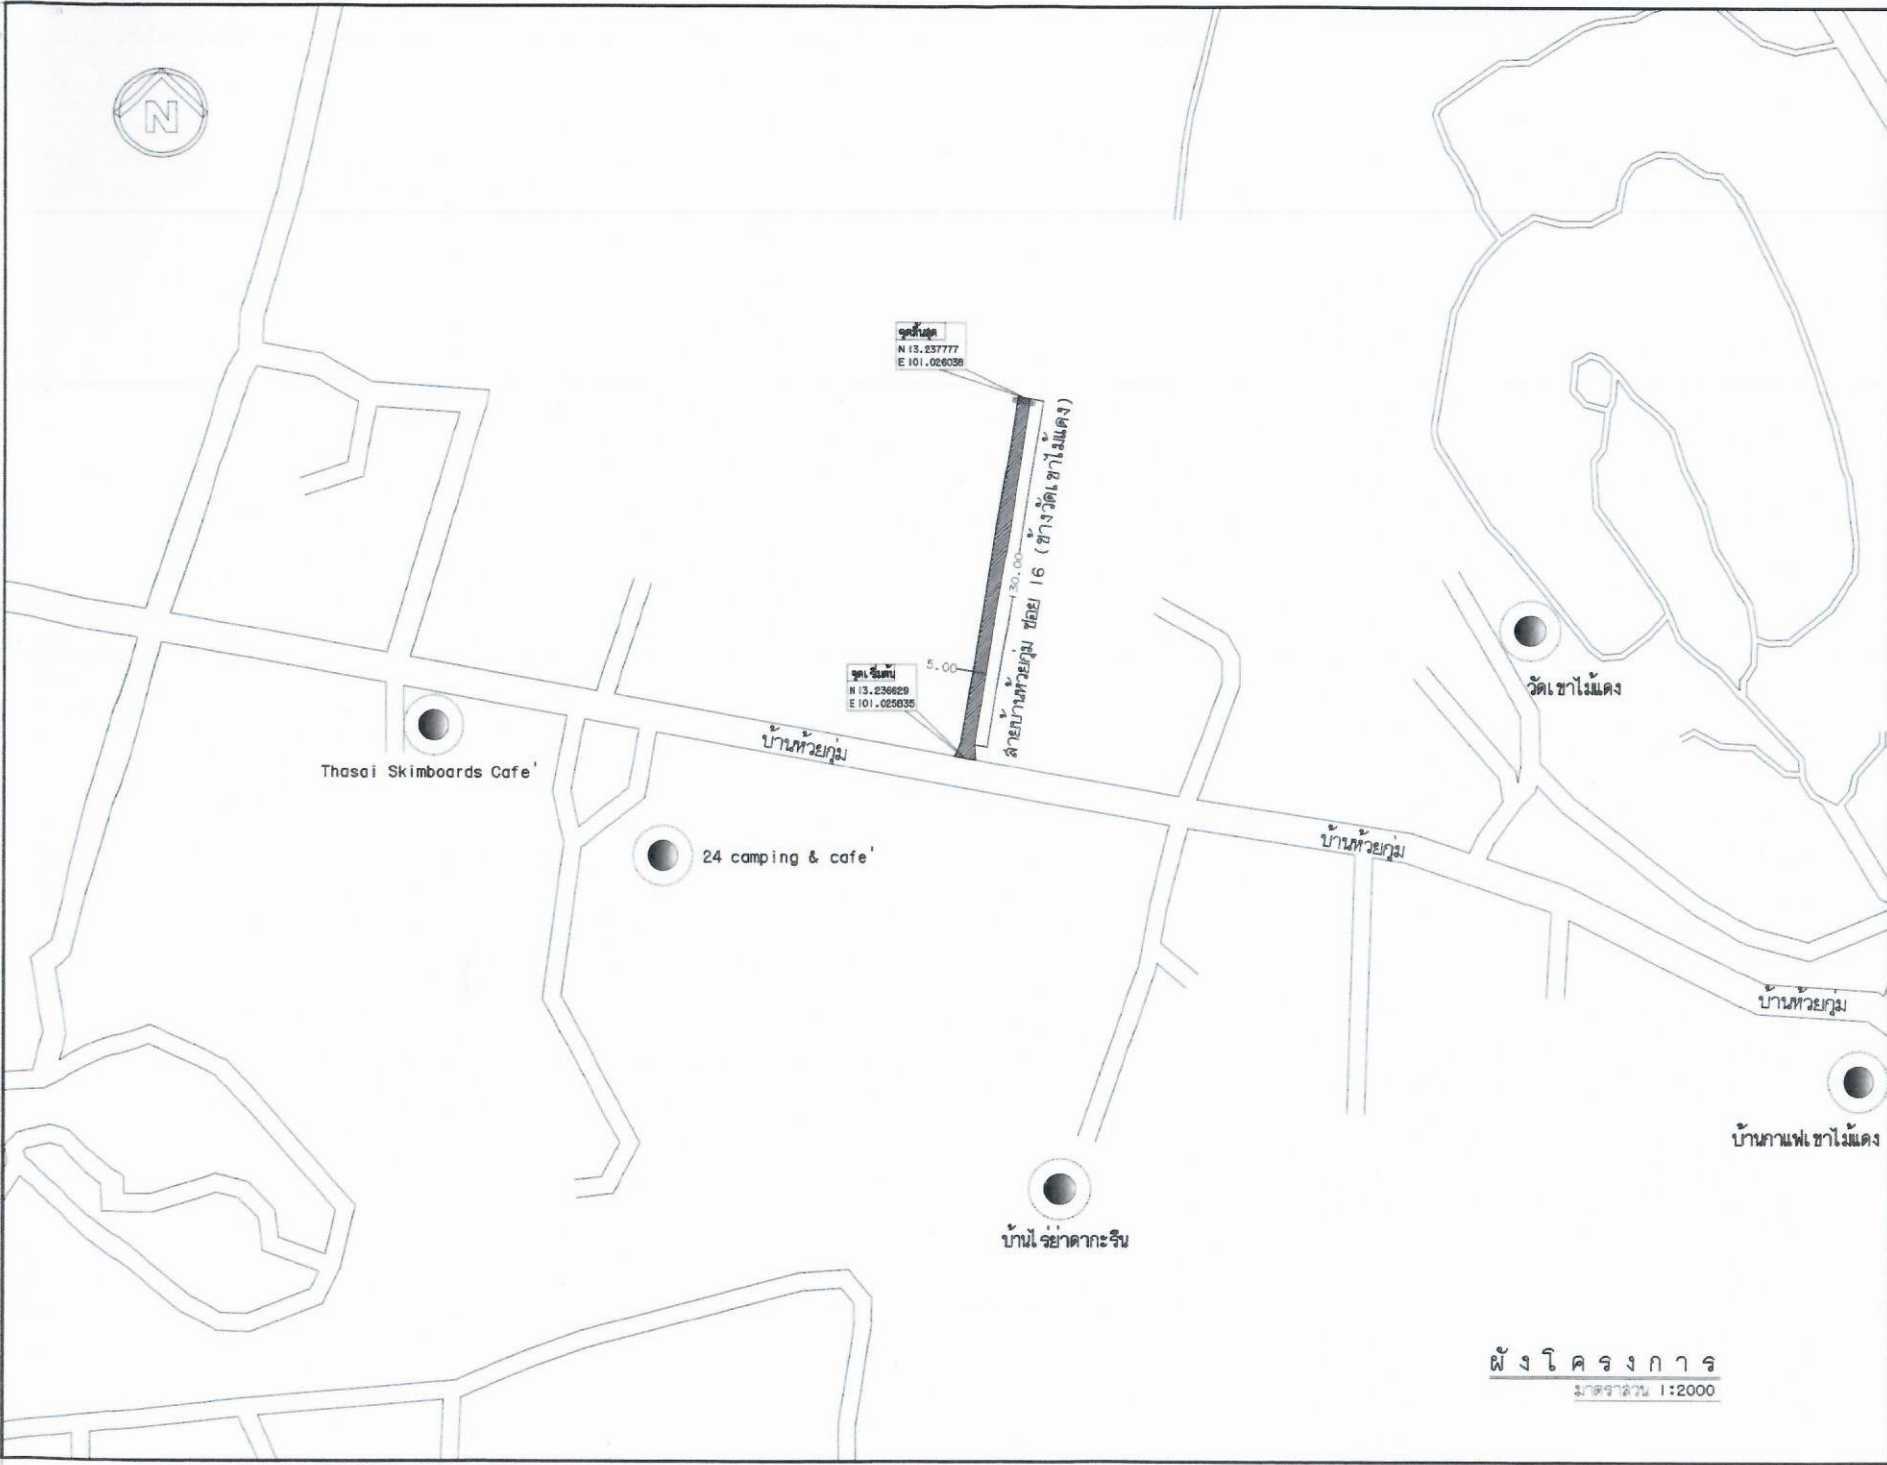 N
จุดสิ้นสุด
N 13.237777
E 101.026038
สายบ้านห้วยกุ่ม ซอย 16 (ข้างวัดเขาไม้แดง)
130.00
5.00
จุดเริ่มต้น
N 13.236629
E 101.025835
วัดเขาไม้แดง
บ้านห้วยกุ่ม
Thasai Skimboards Cafe'
บ้านห้วยกุ่ม
24 camping & cafe'
บ้านห้วยกุ่ม
บ้านกาแฟเขาไม้แดง
บ้านไร่ย่าดากะรีน
ผังโครงการ
มาตราส่วน 1:2000